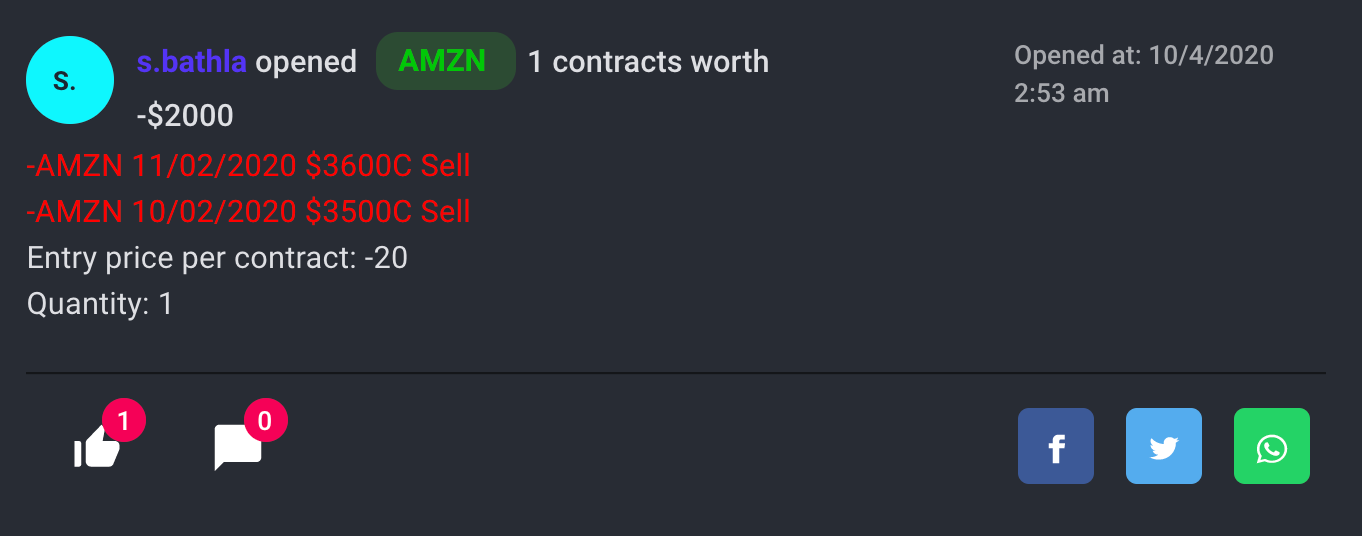 S.
s.bathla opened AMZN 1 contracts worth
-$2000
Opened at: 10/4/2020
2:53 am
-AMZN 11/02/2020 $3600C Sell
-AMZN 10/02/2020 $3500C Sell
Entry price per contract: -20
Quantity: 1
1
0